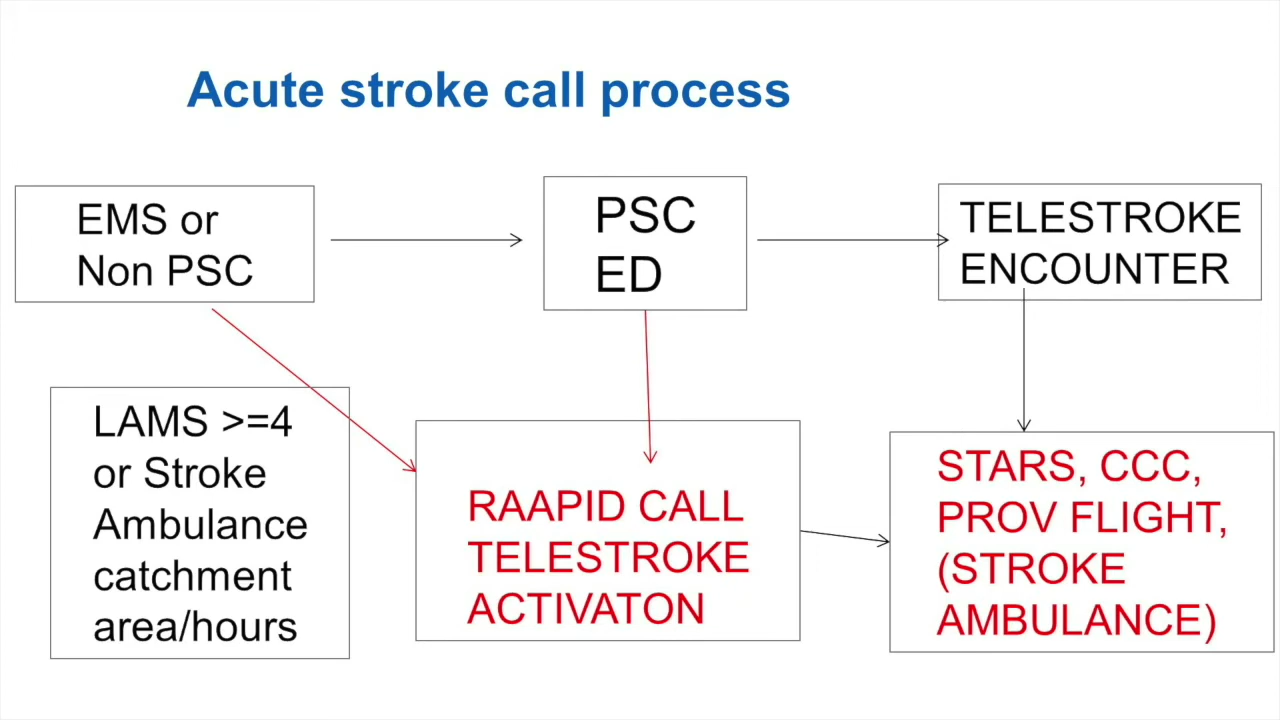 Acute stroke call process
EMS or
Non PSC
PSC
ED
TELESTROKE
ENCOUNTER
LAMS >=4
or Stroke
Ambulance
catchment
area/hours
RAAPID CALL
TELESTROKE
ACTIVATON
STARS, CCC,
PROV FLIGHT,
(STROKE
AMBULANCE)